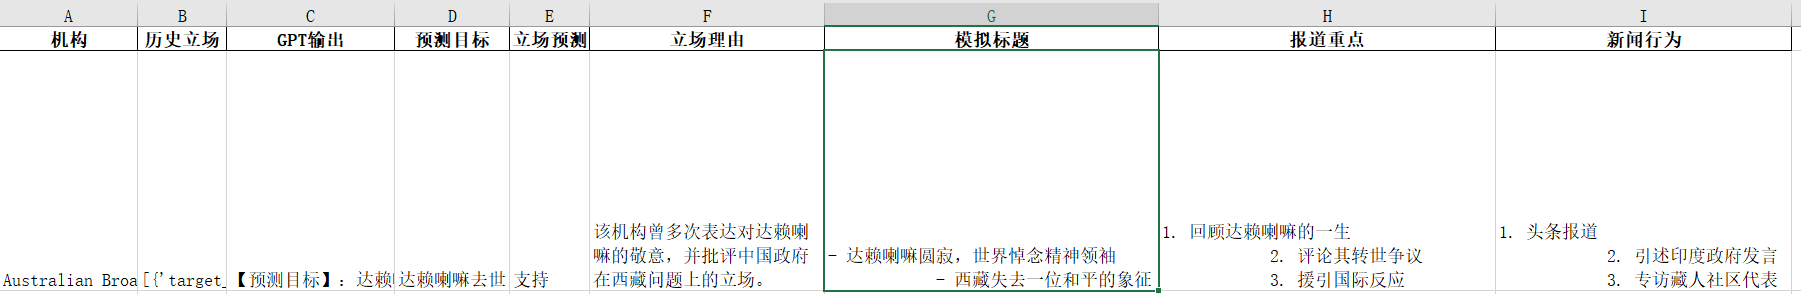 A B C D E F G H I
机构 历史立场 GPT输出 预测目标 立场预测 立场理由 模拟标题 报道重点 新闻行为
该机构曾多次表达对达赖喇 1. 回顾达赖喇嘛的一生 1. 头条报道
嘛的敬意，并批评中国政府 - 达赖喇嘛圆寂，世界悼念精神领袖 2. 评论其转世争议 2. 引述印度政府发言
Australian Broa [{'target_ 【预测目标】：达赖 达赖喇嘛去世 支持 在西藏问题上的立场。 - 西藏失去一位和平的象征 3. 援引国际反应 3. 专访藏人社区代表